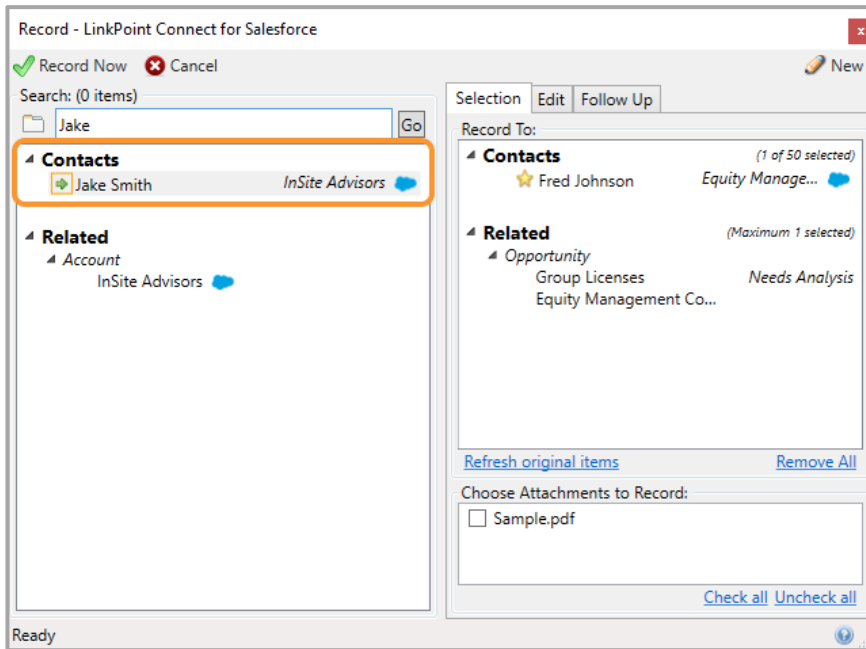 Record - LinkPoint Connect for Salesforce
x
Record Now Cancel
New
Search: (0 items)
Jake
Go
Contacts
Jake Smith InSite Advisors
Related
Account
InSite Advisors
Selection Edit Follow Up
Record To:
Contacts (1 of 50 selected)
Fred Johnson Equity Manage...
Related (Maximum 1 selected)
Opportunity
Group Licenses Needs Analysis
Equity Management Co...
Refresh original items Remove All
Choose Attachments to Record:
Sample.pdf
Check all Uncheck all
Ready
?